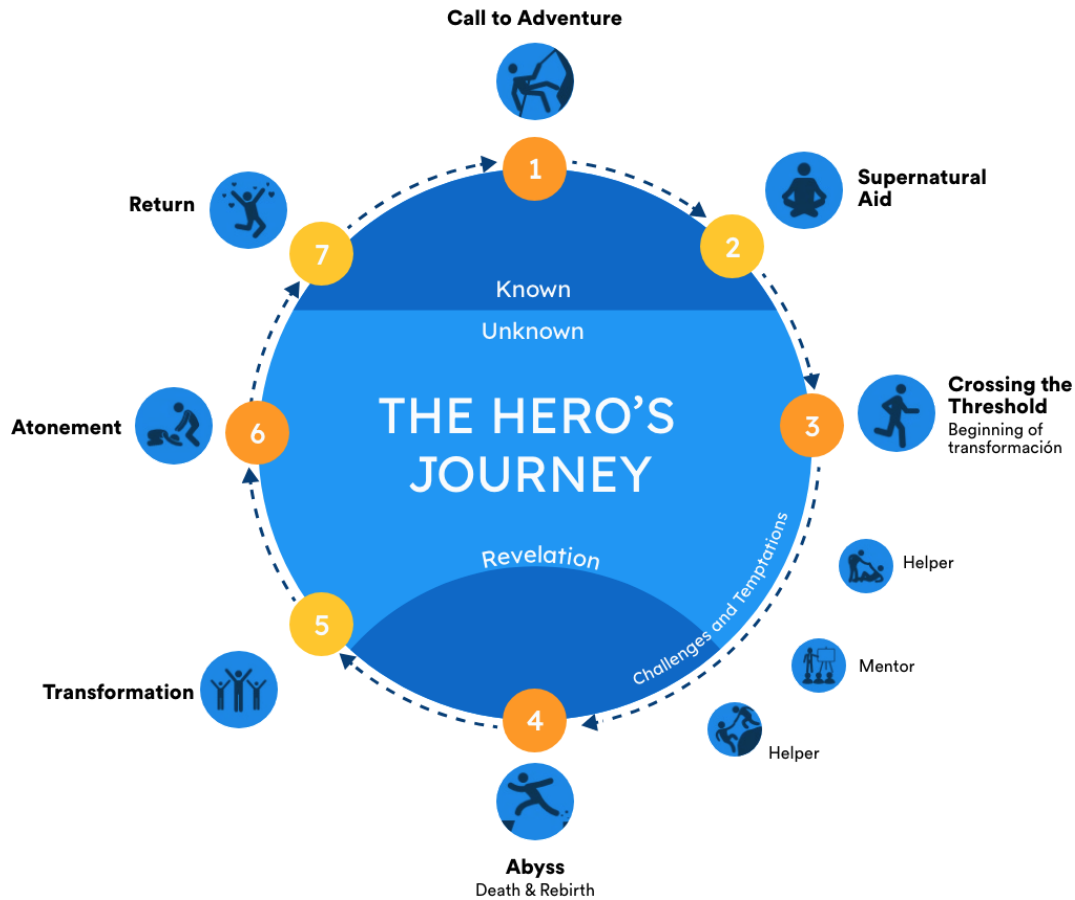 Call to Adventure
1
Supernatural
Aid
2
Return
7
Known
Unknown
THE HERO'S
JOURNEY
Crossing the
Threshold
Beginning of
transformación
3
Atonement
6
Revelation
Challenges and Temptations
Helper
Mentor
Helper
5
Transformation
4
Abyss
Death & Rebirth